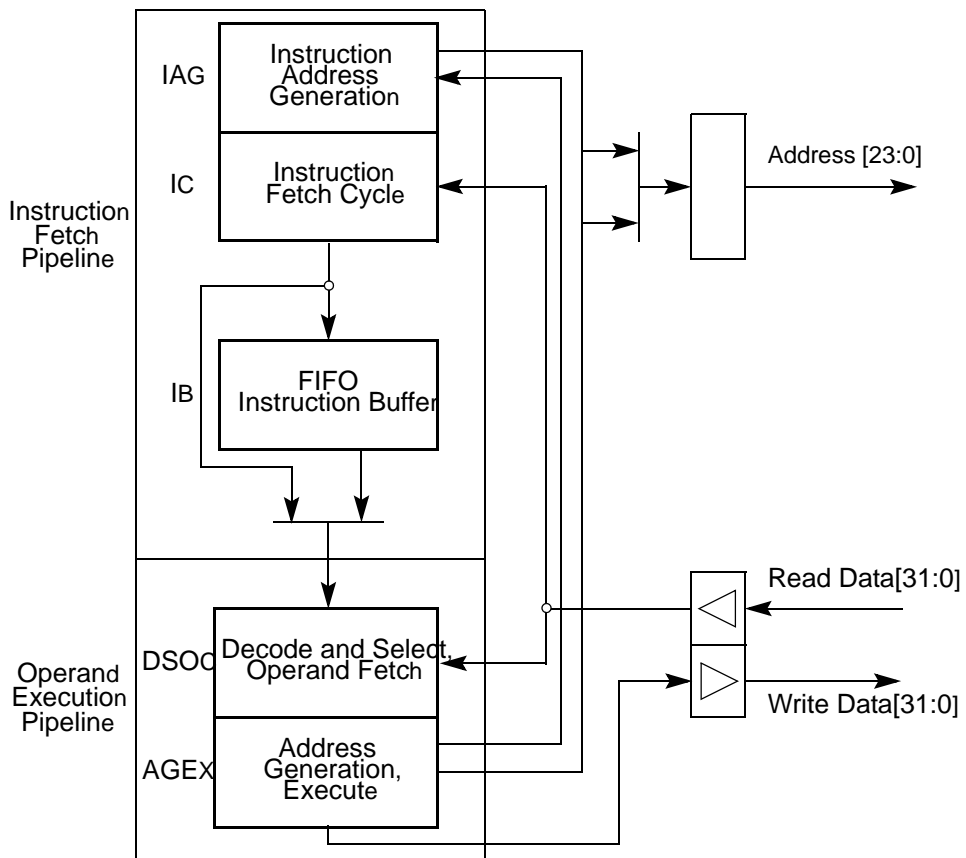 IAG
Instruction
Address
Generation
Address [23:0]
IC
Instruction
Fetch Cycle
Instruction
Fetch
Pipeline
IB
FIFO
Instruction Buffer
Read Data[31:0]
DSOC
Decode and Select,
Operand Fetch
Operand
Execution
Pipeline
Write Data[31:0]
AGEX
Address
Generation,
Execute